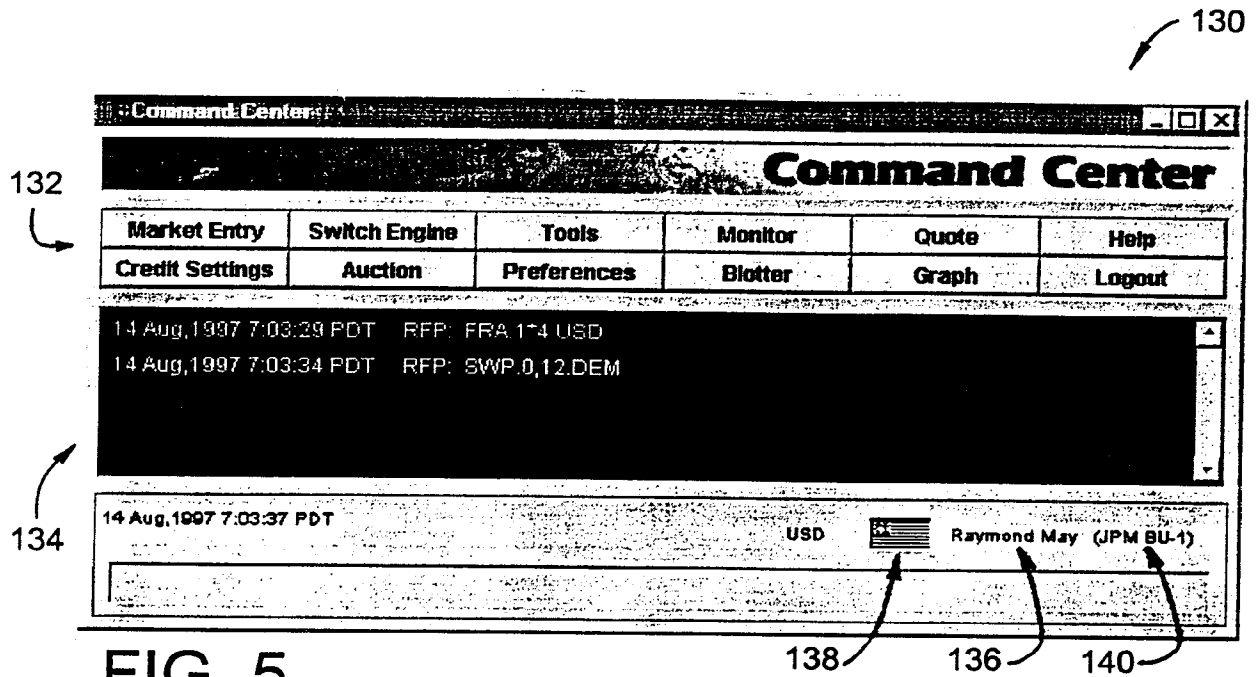 130
Command Center
Command Center
132
Market Entry Switch Engine Tools Monitor Quote Help
Credit Settings Auction Preferences Blotter Graph Logout
14 Aug,1997 7:03:29 PDT RFP: FRA.1*4.USD
14 Aug,1997 7:03:34 PDT RFP: SWP.0,12.DEM
134
14 Aug,1997 7:03:37 PDT
USD Raymond May (JPM BU-1)
138 136 140
FIG. 5